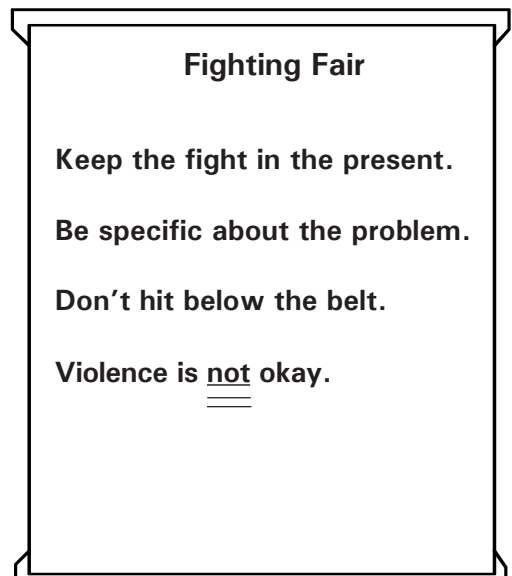 Fighting Fair
Keep the fight in the present.
Be specific about the problem.
Don't hit below the belt.
Violence is not okay.